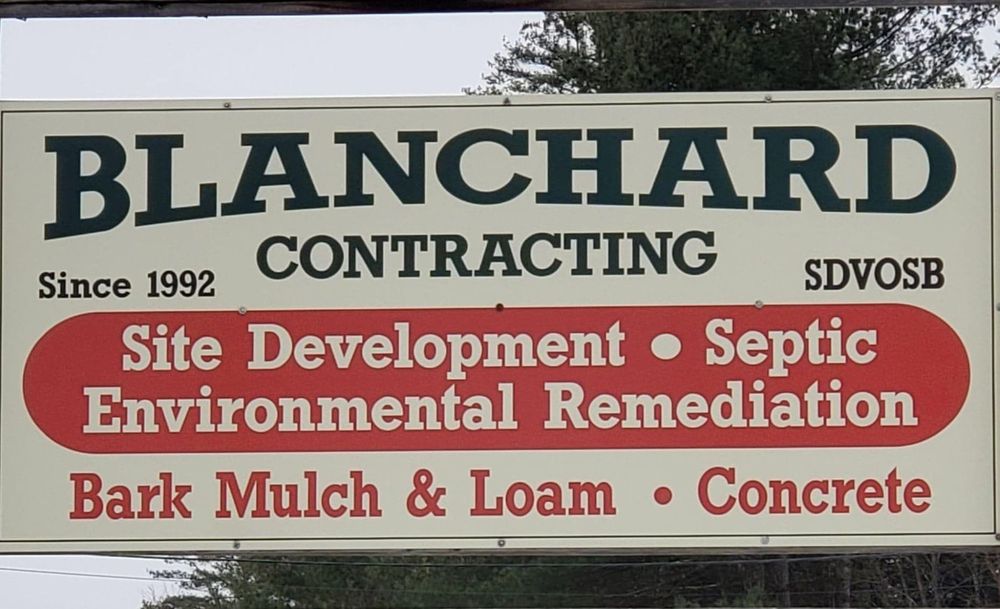 BLANCHARD
CONTRACTING
Since 1992 SDVOSB
Site Development • Septic
Environmental Remediation
Bark Mulch & Loam • Concrete